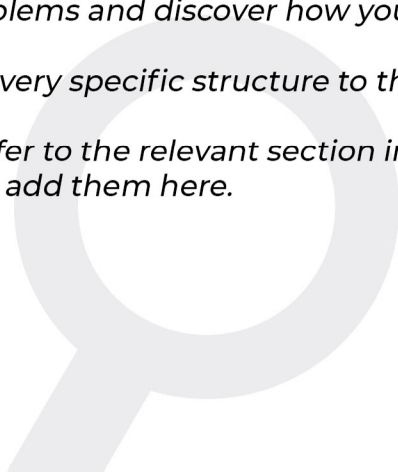 blems and discover how you
very specific structure to th
fer to the relevant section in
add them here.